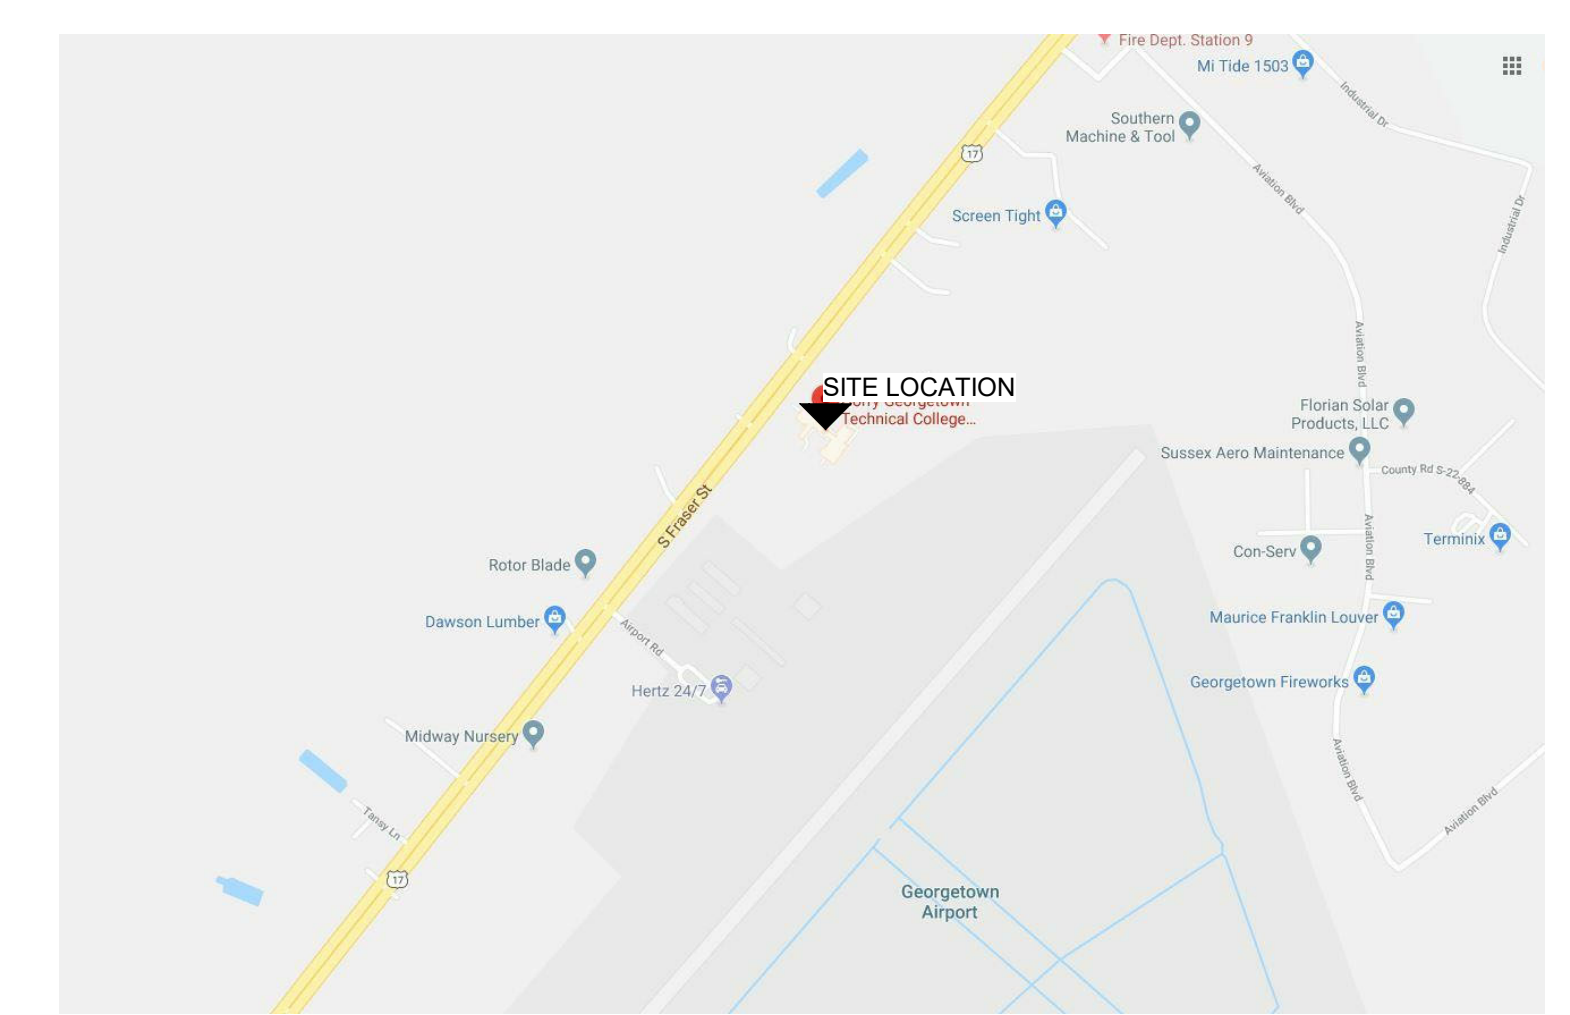 Fire Dept. Station 9
Mi Tide 1503
Industrial Dr
Southern
Machine & Tool
17
Aviation Blvd
Industrial Dr
Screen Tight
Aviation Blvd
SITE LOCATION
Georgetown
Technical College…
Florian Solar
Products, LLC
Sussex Aero Maintenance
County Rd S-22-884
S Fraser St
Aviation Blvd
Terminix
Con-Serv
Rotor Blade
Dawson Lumber
Airport Rd
Maurice Franklin Louver
Hertz 24/7
Georgetown Fireworks
Midway Nursery
Aviation Blvd
Tansy Ln
Aviation Blvd
17
Georgetown
Airport